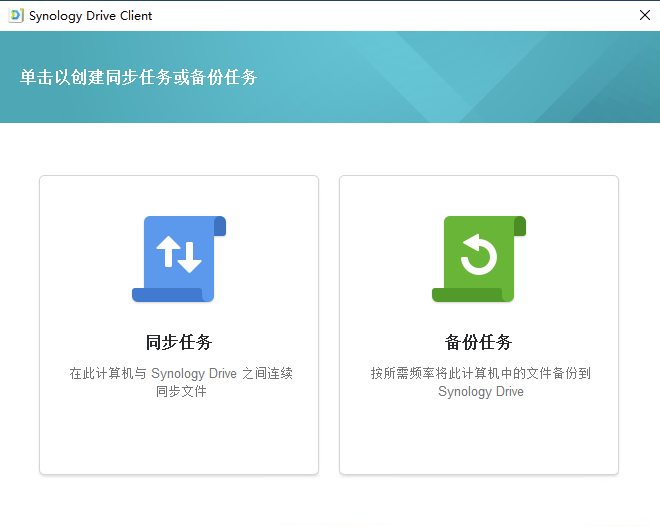 Synology Drive Client
单击以创建同步任务或备份任务
同步任务
在此计算机与 Synology Drive 之间连续
同步文件
备份任务
按所需频率将此计算机中的文件备份到
Synology Drive